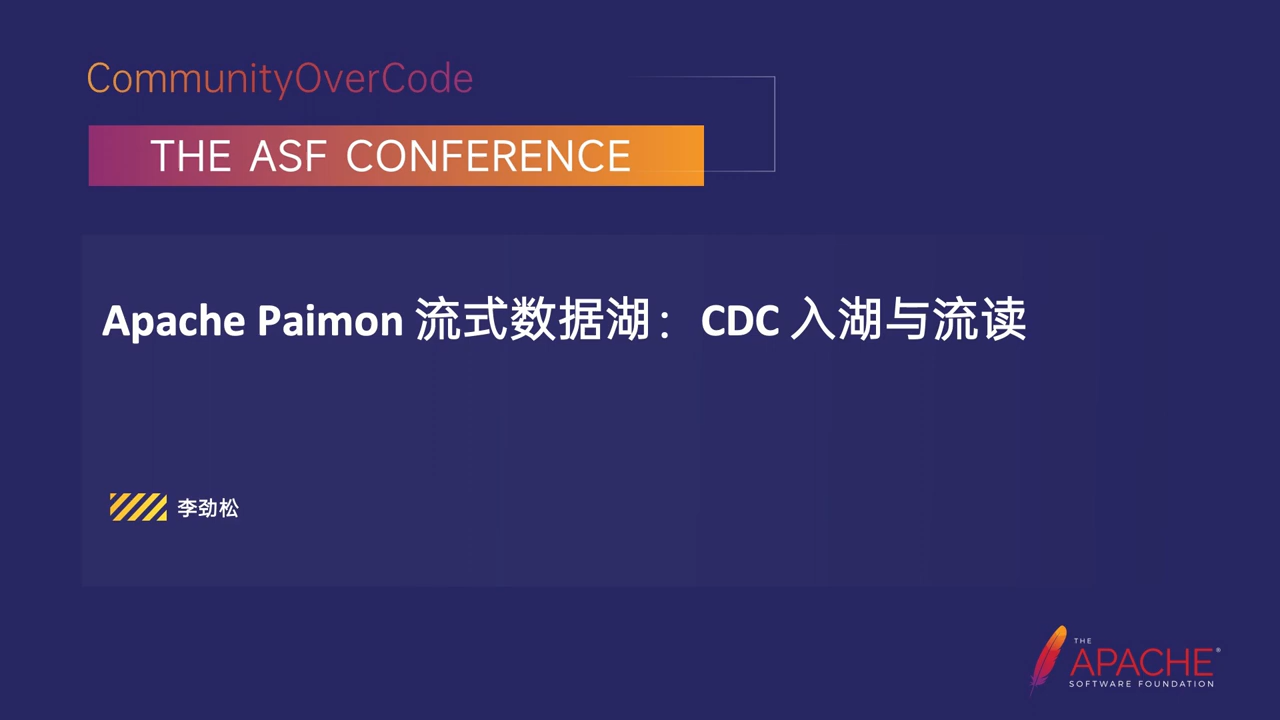 CommunityOverCode
THE ASF CONFERENCE
Apache Paimon 流式数据湖：CDC 入湖与流读
李劲松
THE
APACHE®
SOFTWARE FOUNDATION